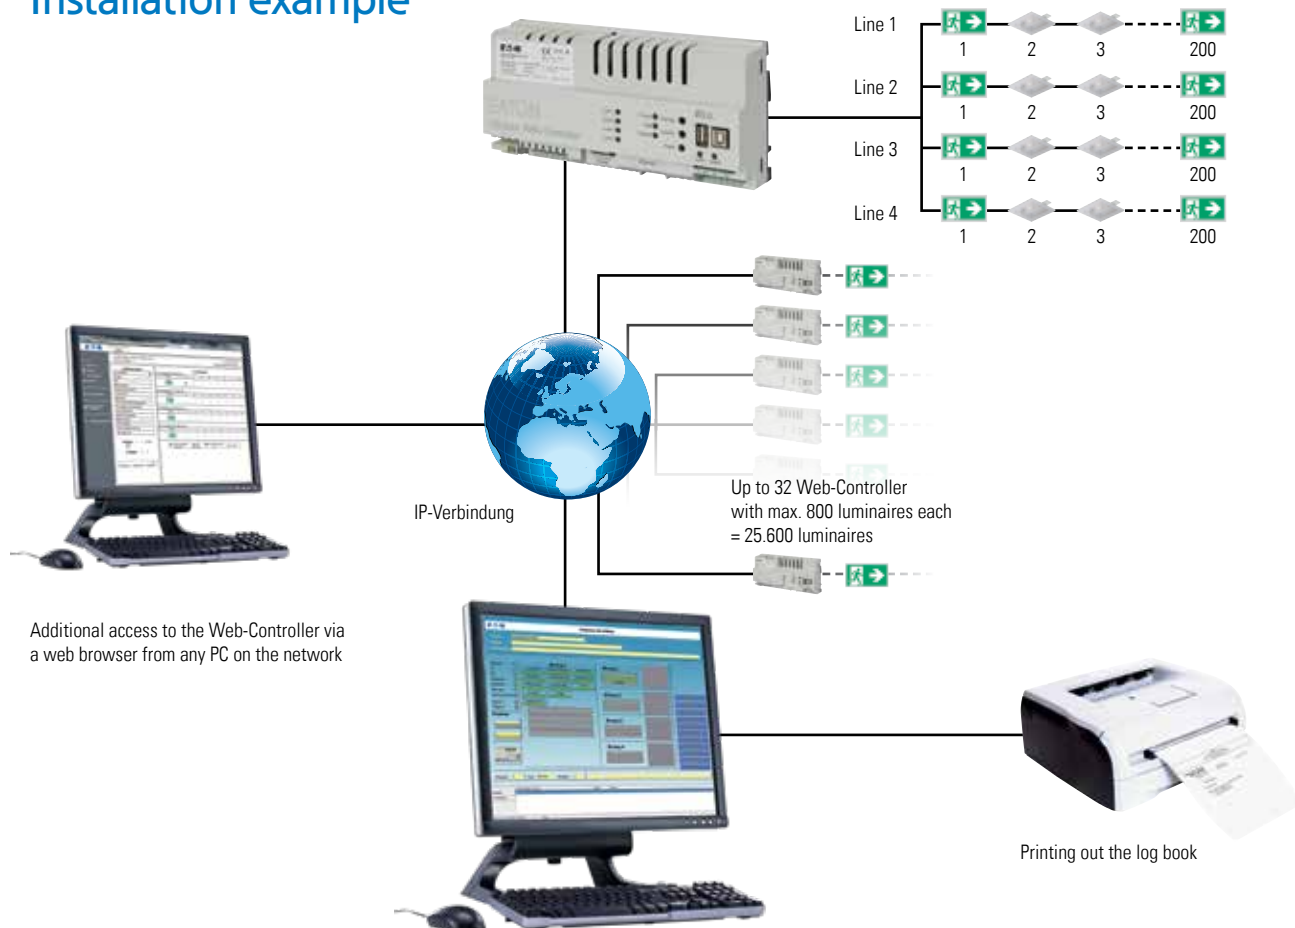 Installation example
EATON
EATON
Line 1
1 2 3 200
Line 2
1 2 3 200
Line 3
1 2 3 200
Line 4
1 2 3 200
IP-Verbindung
Up to 32 Web-Controller
with max. 800 luminaires each
= 25.600 luminaires
Additional access to the Web-Controller via
a web browser from any PC on the network
Printing out the log book